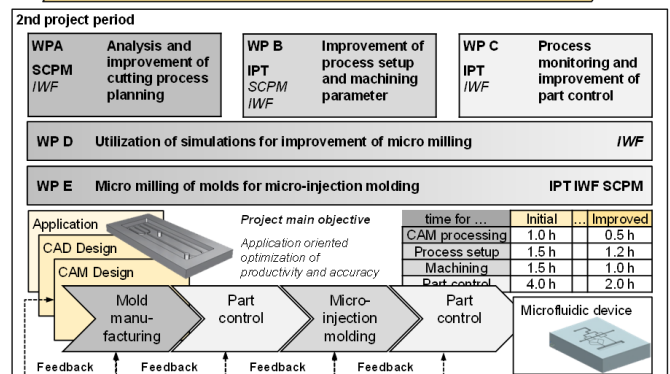 2nd project period
WPA
Analysis and
improvement of
cutting process
planning
SCPM
IWF
WP B
Improvement of
process setup
and machining
parameter
IPT
SCPM
IWF
WP C
Process
monitoring and
improvement of
part control
IPT
IWF
WP D Utilization of simulations for improvement of micro milling IWF
WP E Micro milling of molds for micro-injection molding IPT IWF SCPM
Application
CAD Design
CAM Design
Project main objective
Application oriented
optimization of
productivity and accuracy
time for ... Initial ... Improved
CAM processing 1.0 h 0.5 h
Process setup 1.5 h 1.2 h
Machining 1.5 h 1.0 h
Part control 4.0 h 2.0 h
Mold
manu-
facturing
Part
control
Micro-
injection
molding
Part
control
Microfluidic device
Feedback Feedback Feedback Feedback